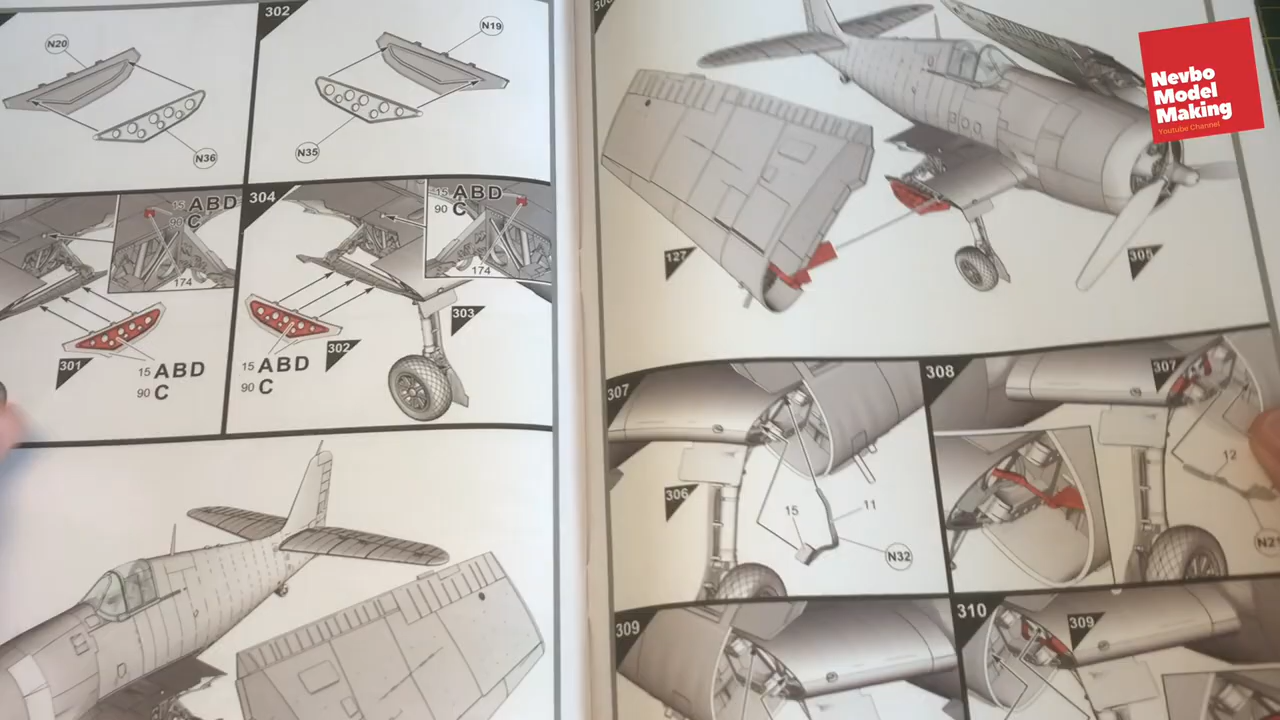 302
N20
N36
N19
N35
15 ABD
90 C
174
301
15 ABD
90 C
304
15 ABD
90 C
174
303
302
15 ABD
90 C
127
305
307
306
15
11
N32
308
307
12
309
310
309
Nevbo
Model
Making
Youtube Channel